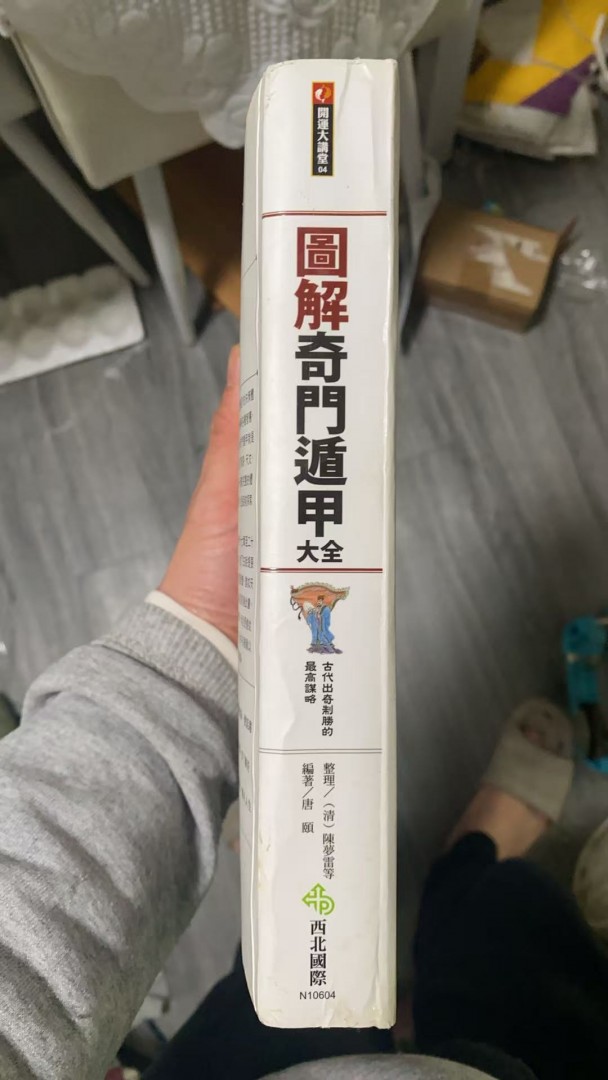 開運大講堂
04
圖解奇門遁甲
大全
古代出奇制勝的
最高謀略
整理／（清）陳夢雷等
編著／唐頤
西北國際
N10604